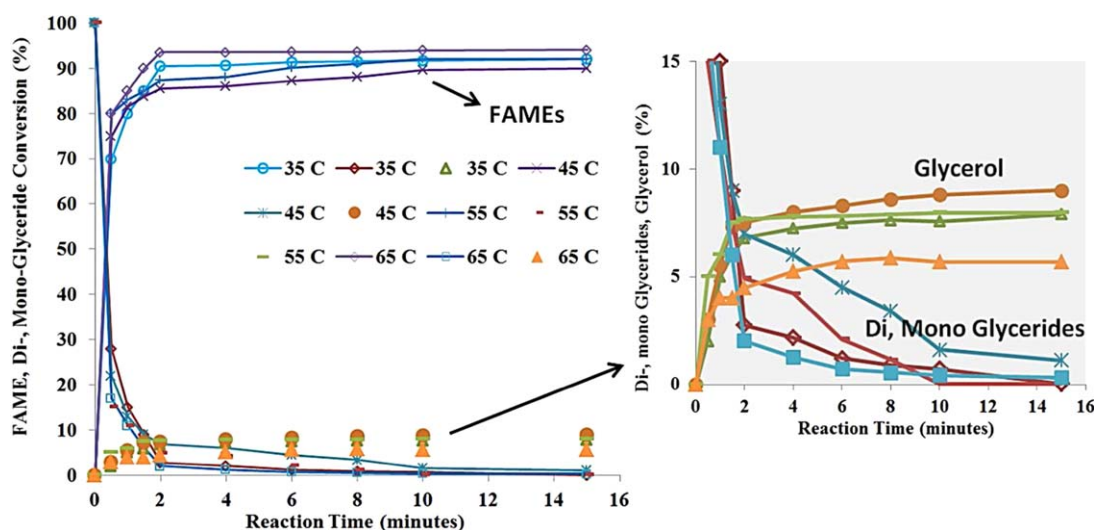 FAME, Di-, Mono-Glyceride Conversion (%)
100
90
80
70
60
50
40
30
20
10
0
FAMEs
35 C 35 C 35 C 45 C
45 C 45 C 55 C 55 C
55 C 65 C 65 C 65 C
0 2 4 6 8 10 12 14 16
Reaction Time (minutes)
Di-, mono Glycerides, Glycerol (%)
15
10
5
0
Glycerol
Di, Mono Glycerides
0 2 4 6 8 10 12 14 16
Reaction Time (minutes)